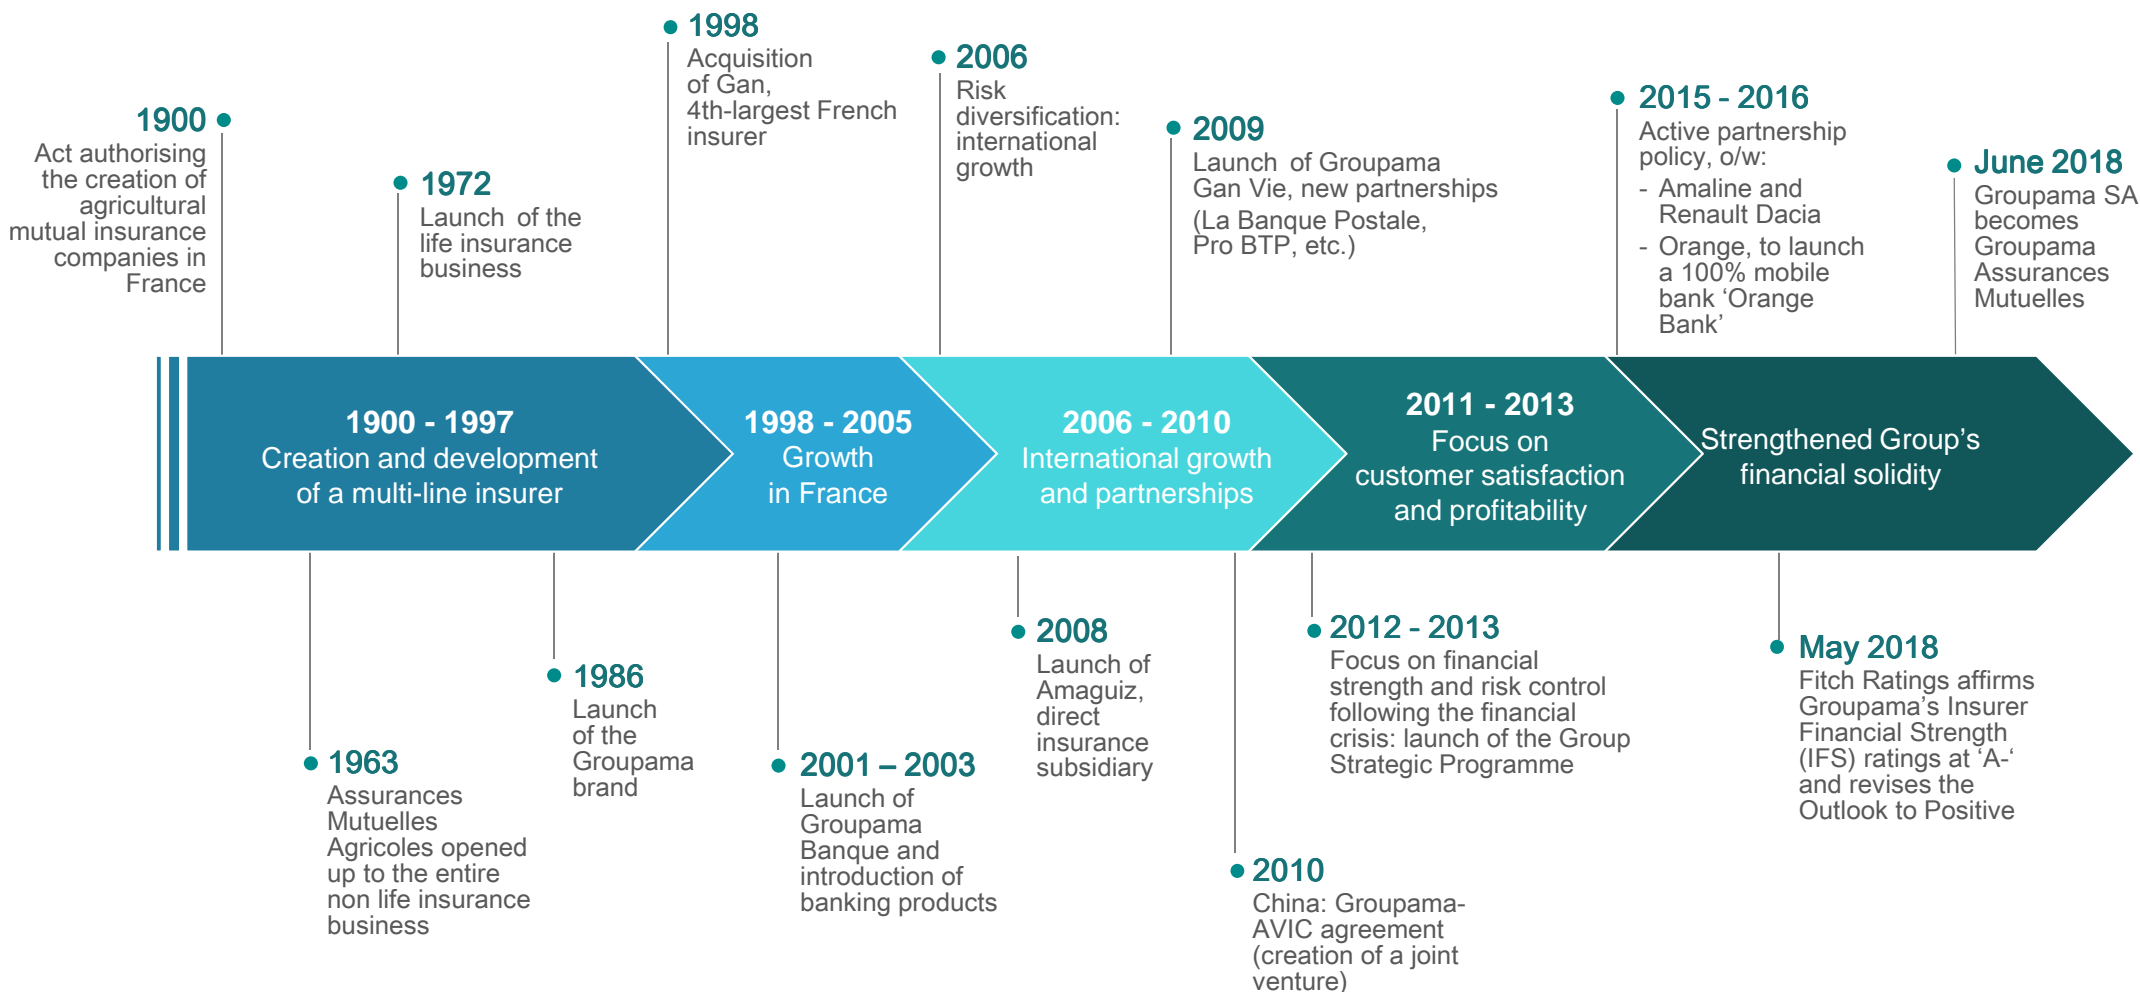 1900
Act authorising
the creation of
agricultural
mutual insurance
companies in
France
1972
Launch of the
life insurance
business
1998
Acquisition
of Gan,
4th-largest French
insurer
2006
Risk
diversification:
international
growth
2009
Launch of Groupama
Gan Vie, new partnerships
(La Banque Postale,
Pro BTP, etc.)
2015 - 2016
Active partnership
policy, o/w:
- Amaline and
Renault Dacia
- Orange, to launch
a 100% mobile
bank ‘Orange
Bank’
June 2018
Groupama SA
becomes
Groupama
Assurances
Mutuelles
1900 - 1997
Creation and development
of a multi-line insurer
1998 - 2005
Growth
in France
2006 - 2010
International growth
and partnerships
2011 - 2013
Focus on
customer satisfaction
and profitability
Strengthened Group’s
financial solidity
1963
Assurances
Mutuelles
Agricoles opened
up to the entire
non life insurance
business
1986
Launch
of the
Groupama
brand
2001 – 2003
Launch of
Groupama
Banque and
introduction of
banking products
2008
Launch of
Amaguiz,
direct
insurance
subsidiary
2010
China: Groupama-
AVIC agreement
(creation of a joint
venture)
2012 - 2013
Focus on financial
strength and risk control
following the financial
crisis: launch of the Group
Strategic Programme
May 2018
Fitch Ratings affirms
Groupama’s Insurer
Financial Strength
(IFS) ratings at ‘A-‘
and revises the
Outlook to Positive